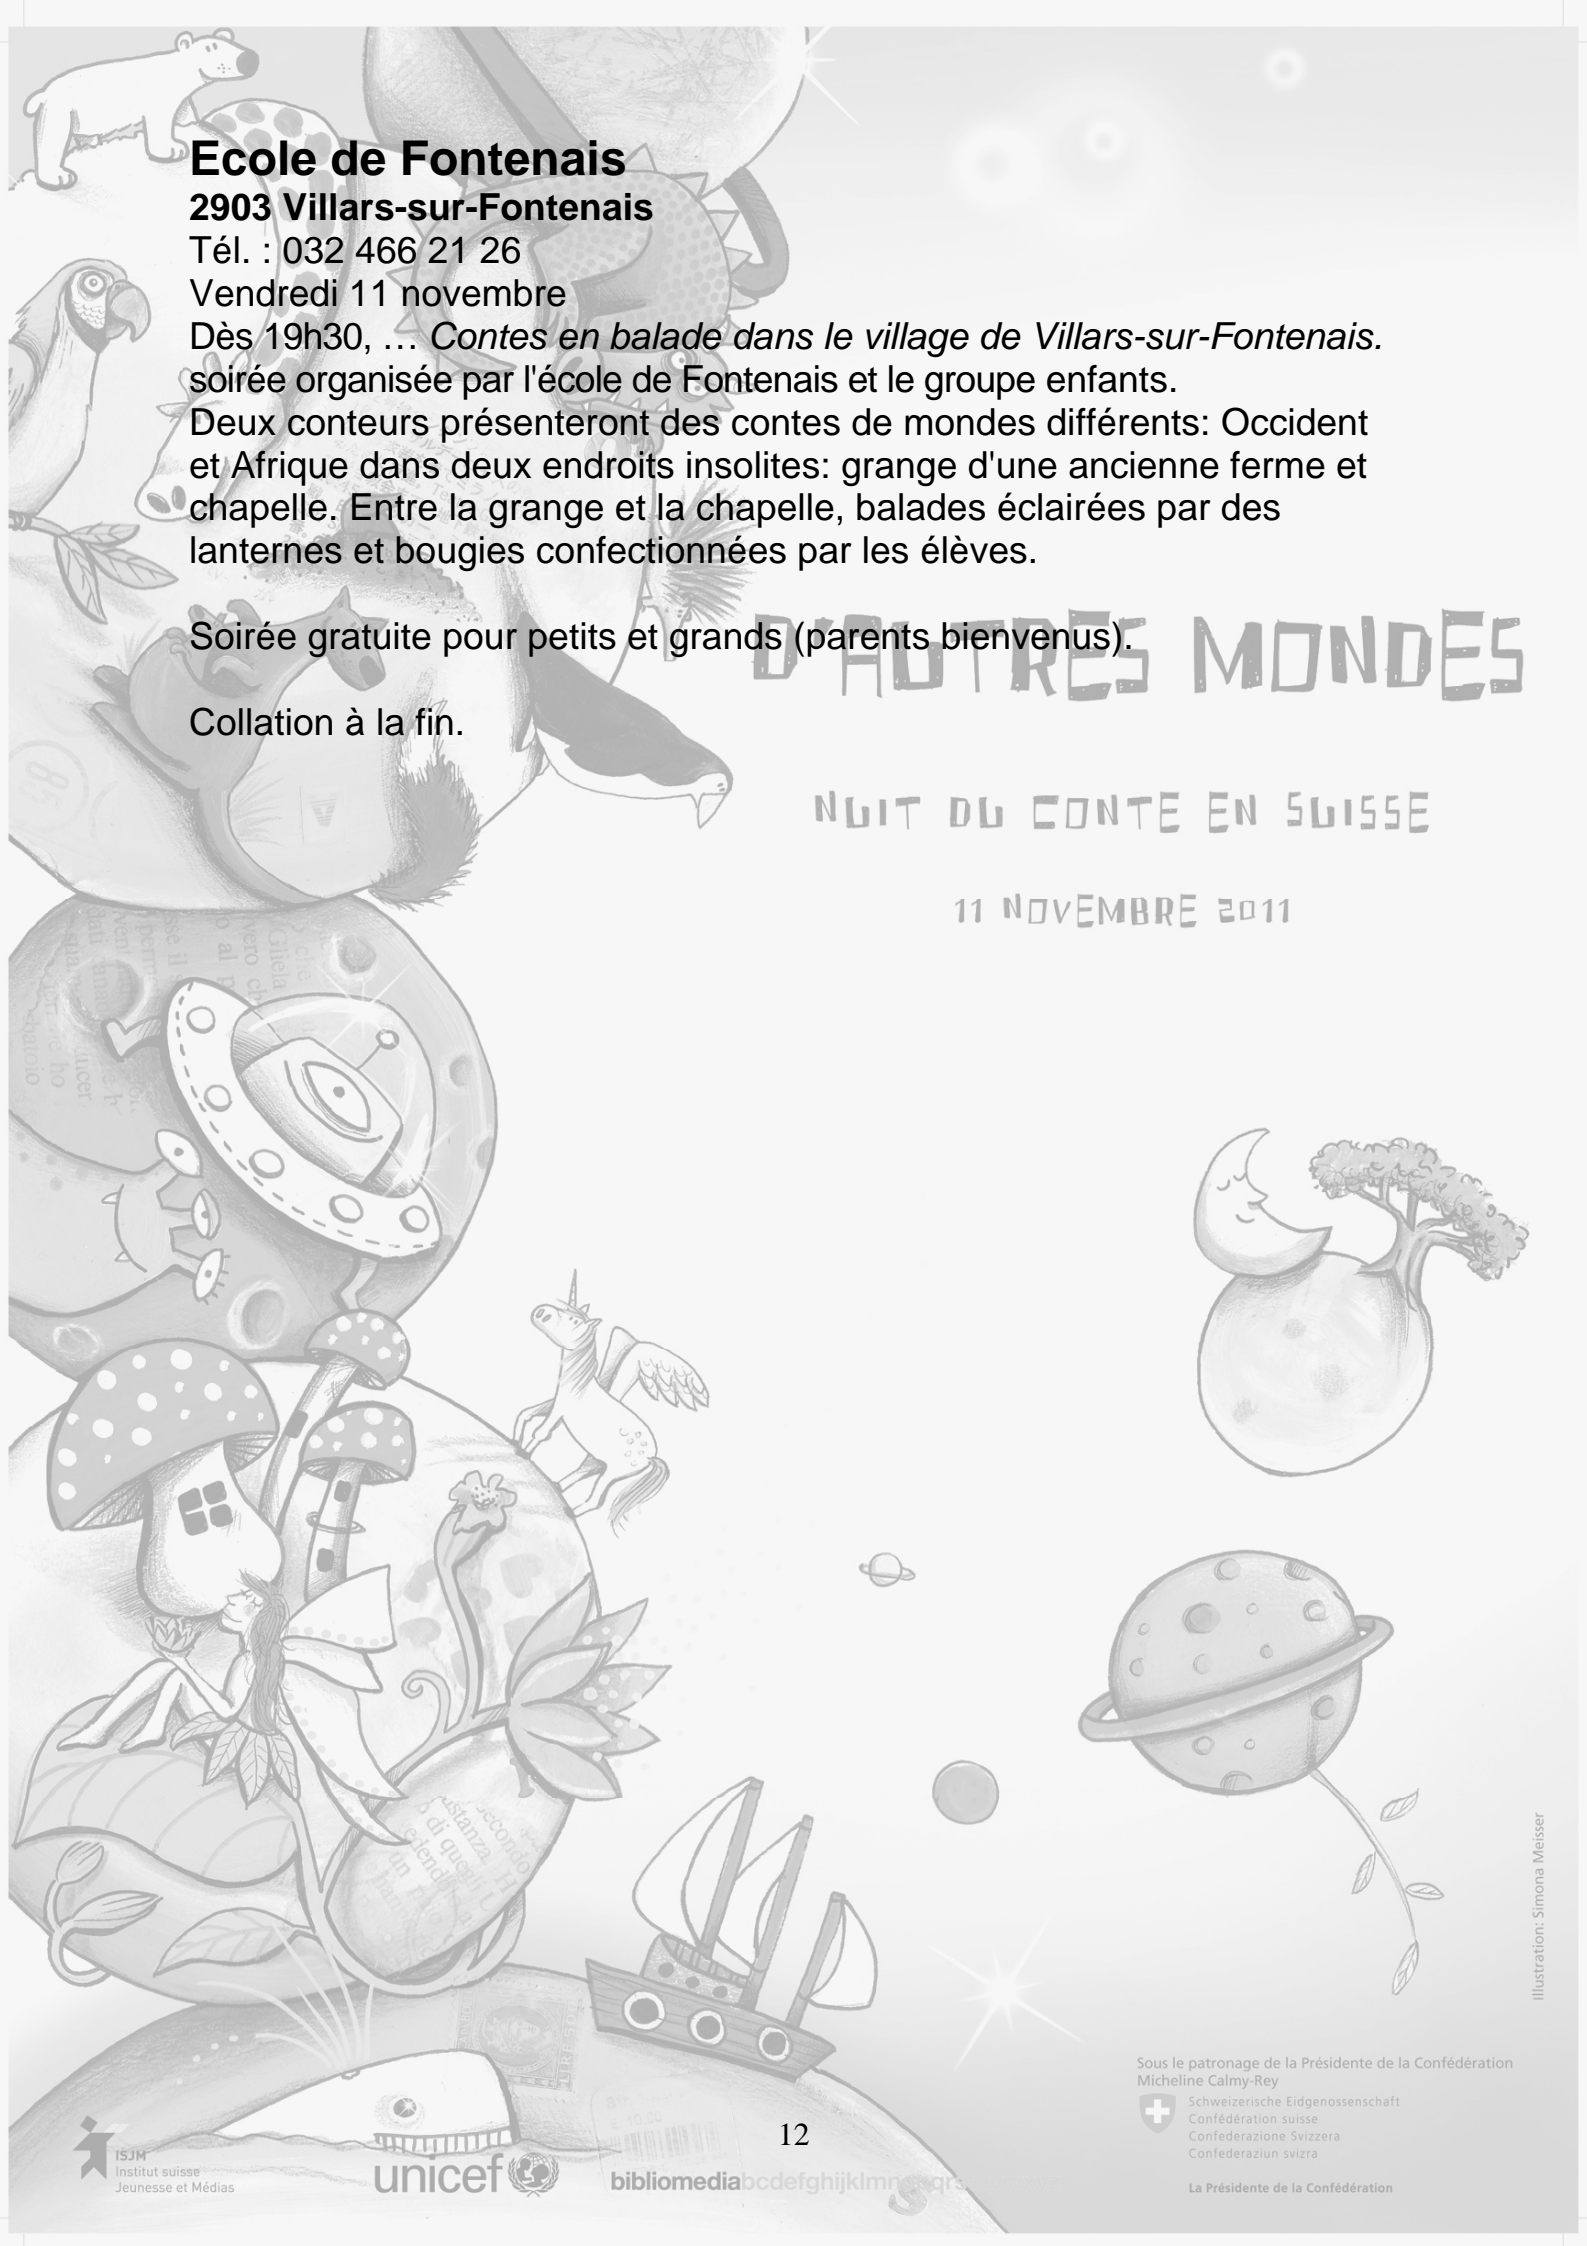 Ecole de Fontenais
2903 Villars-sur-Fontenais
Tél. : 032 466 21 26
Vendredi 11 novembre
Dès 19h30, … Contes en balade dans le village de Villars-sur-Fontenais.
soirée organisée par l'école de Fontenais et le groupe enfants.
Deux conteurs présenteront des contes de mondes différents: Occident
et Afrique dans deux endroits insolites: grange d'une ancienne ferme et
chapelle. Entre la grange et la chapelle, balades éclairées par des
lanternes et bougies confectionnées par les élèves.
Soirée gratuite pour petits et grands (parents bienvenus).
D'AUTRES MONDES
Collation à la fin.
NUIT DU CONTE EN SUISSE
11 NOVEMBRE 2011
Illustration: Simona Meisser
Sous le patronage de la Présidente de la Confédération
Micheline Calmy-Rey
Schweizerische Eidgenossenschaft
Confédération suisse
Confederazione Svizzera
Confederaziun svizra
La Présidente de la Confédération
12
ISJM
Institut suisse
Jeunesse et Médias
unicef
bibliomediabcdefghijklmnopqrs